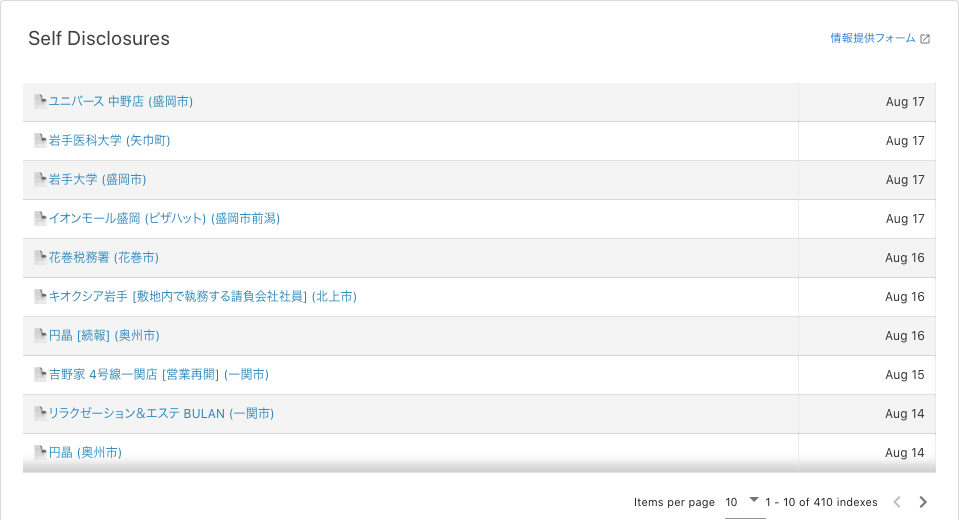 Self Disclosures
情報提供フォーム
ユニバース 中野店 (盛岡市) Aug 17
岩手医科大学 (矢巾町) Aug 17
岩手大学 (盛岡市) Aug 17
イオンモール盛岡 (ピザハット) (盛岡市前潟) Aug 17
花巻税務署 (花巻市) Aug 16
キオクシア岩手 [敷地内で執務する請負会社社員] (北上市) Aug 16
円晶 [続報] (奥州市) Aug 16
吉野家 4号線一関店 [営業再開] (一関市) Aug 15
リラクゼーション＆エステ BULAN (一関市) Aug 14
円晶 (奥州市) Aug 14
Items per page 10 1 - 10 of 410 indexes